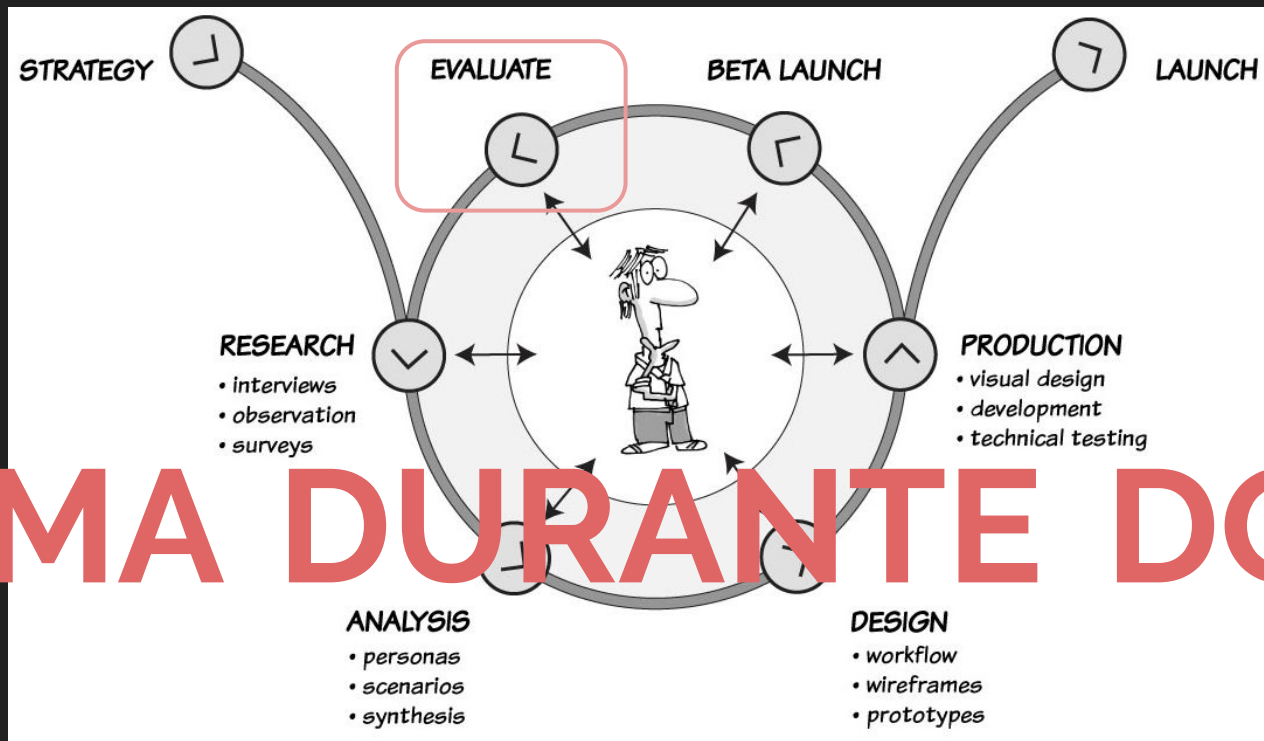 STRATEGY
EVALUATE
BETA LAUNCH
LAUNCH
RESEARCH
• interviews
• observation
• surveys
PRODUCTION
• visual design
• development
• technical testing
MA DURANTE
ANALYSIS
• personas
• scenarios
• synthesis
DESIGN
• workflow
• wireframes
• prototypes